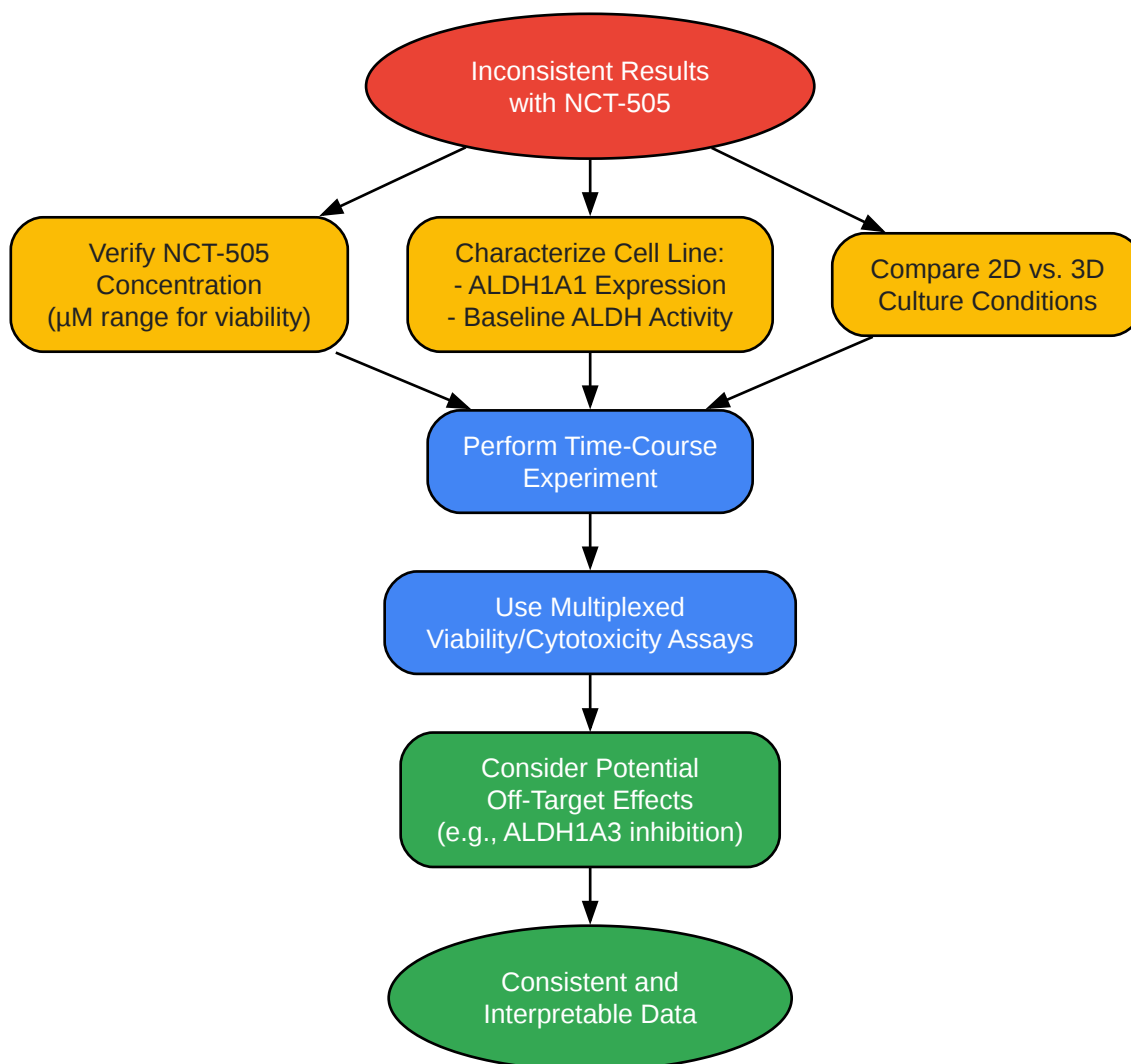 Inconsistent Results
with NCT-505
Verify NCT-505
Concentration
(µM range for viability)
Characterize Cell Line:
- ALDH1A1 Expression
- Baseline ALDH Activity
Compare 2D vs. 3D
Culture Conditions
Perform Time-Course
Experiment
Use Multiplexed
Viability/Cytotoxicity Assays
Consider Potential
Off-Target Effects
(e.g., ALDH1A3 inhibition)
Consistent and
Interpretable Data